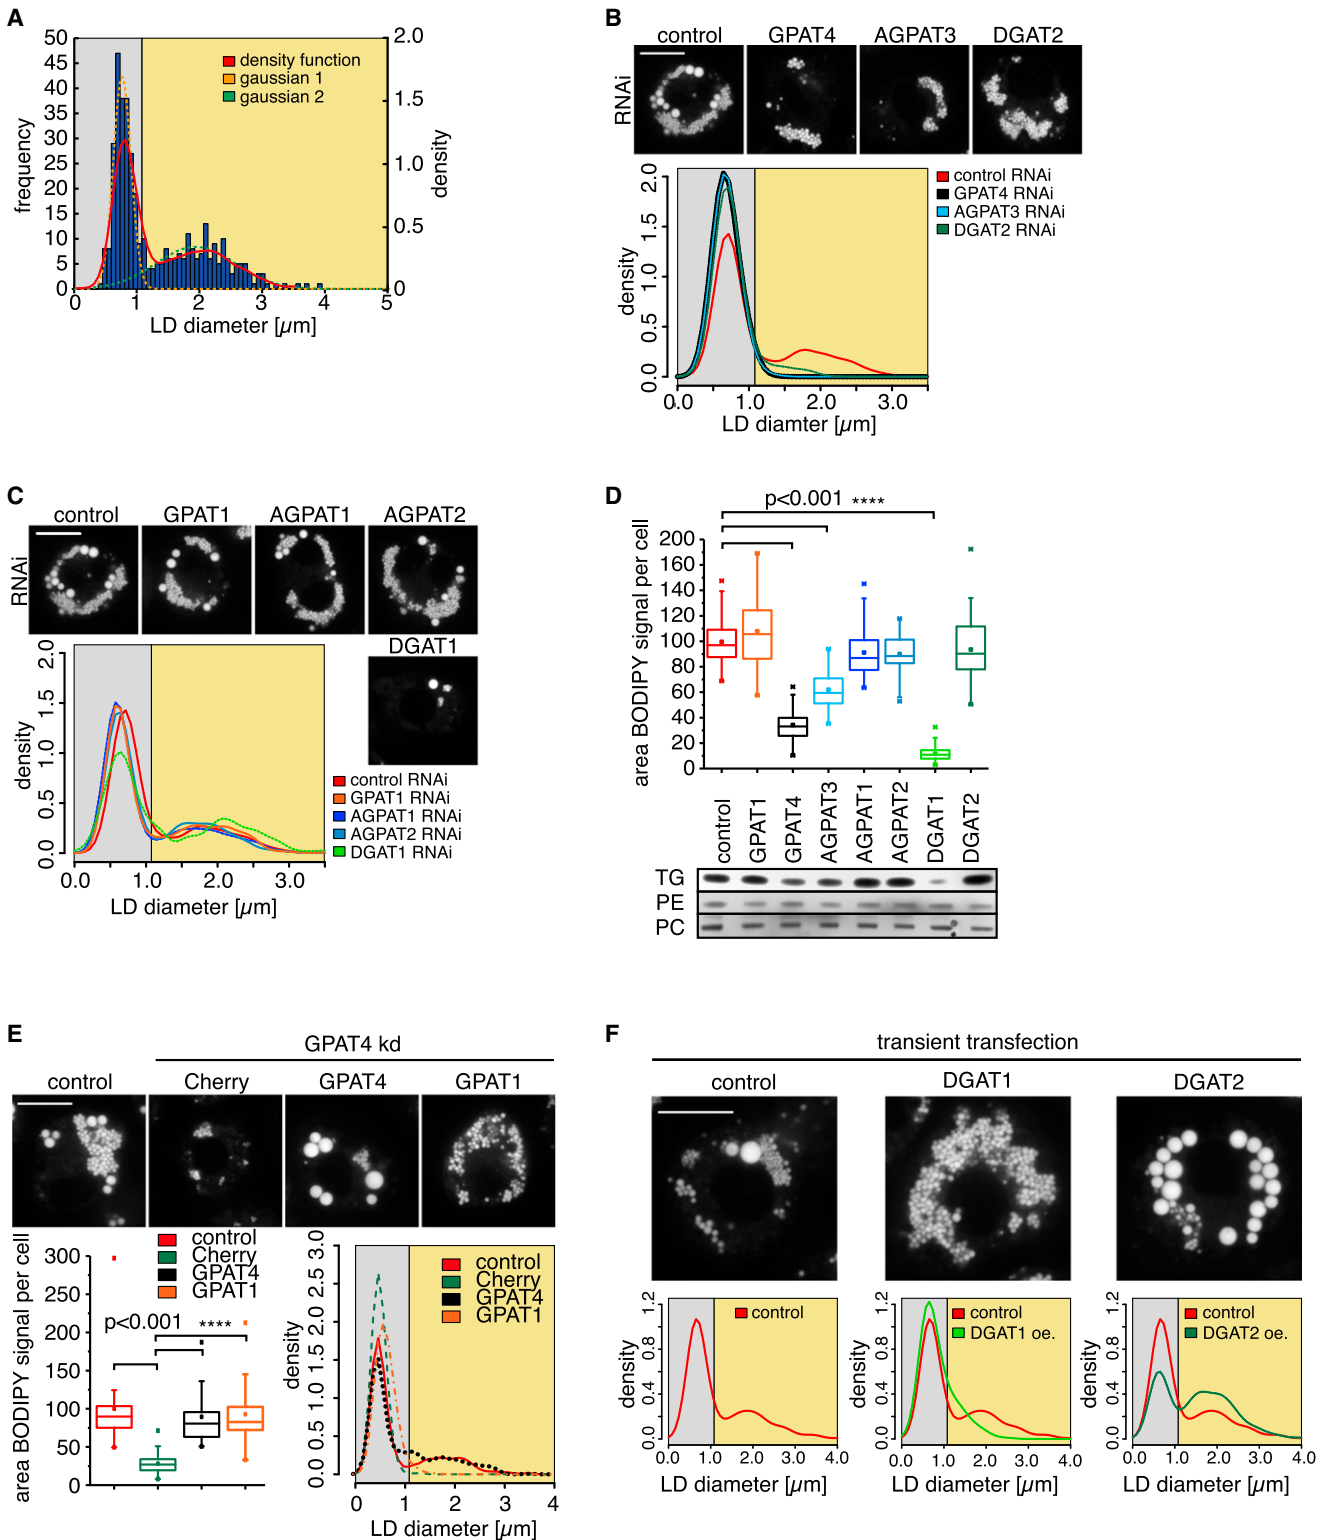 A
50
45
40
35
30
25
20
15
10
5
0
frequency
2.0
1.5
1.0
0.5
0
density
density function
gaussian 1
gaussian 2
0 1 2 3 4 5
LD diameter [µm]
B
control GPAT4 AGPAT3 DGAT2
RNAi
2.0
1.5
1.0
0.5
0.0
density
control RNAi
GPAT4 RNAi
AGPAT3 RNAi
DGAT2 RNAi
0.0 1.0 2.0 3.0
LD diamter [µm]
C
control GPAT1 AGPAT1 AGPAT2
RNAi
DGAT1
2.0
1.5
1.0
0.5
0.0
density
control RNAi
GPAT1 RNAi
AGPAT1 RNAi
AGPAT2 RNAi
DGAT1 RNAi
0.0 1.0 2.0 3.0
LD diameter [µm]
D
p<0.001 ****
area BODIPY signal per cell
200
180
160
140
120
100
80
60
40
20
0
control GPAT1 GPAT4 AGPAT3 AGPAT1 AGPAT2 DGAT1 DGAT2
TG
PE
PC
E
GPAT4 kd
control Cherry GPAT4 GPAT1
area BODIPY signal per cell
300
250
200
150
100
50
0
control
Cherry
GPAT4
GPAT1
p<0.001 ****
density
3.0
2.5
2.0
1.5
1.0
0.5
0.0
control
Cherry
GPAT4
GPAT1
0 1 2 3 4
LD diameter [µm]
F
transient transfection
control DGAT1 DGAT2
density
1.2
0.8
0.4
0.0
control
0.0 1.0 2.0 3.0 4.0
LD diameter [µm]
density
1.2
0.8
0.4
0.0
control
DGAT1 oe.
0.0 1.0 2.0 3.0 4.0
LD diameter [µm]
density
1.2
0.8
0.4
0.0
control
DGAT2 oe.
0.0 1.0 2.0 3.0 4.0
LD diameter [µm]